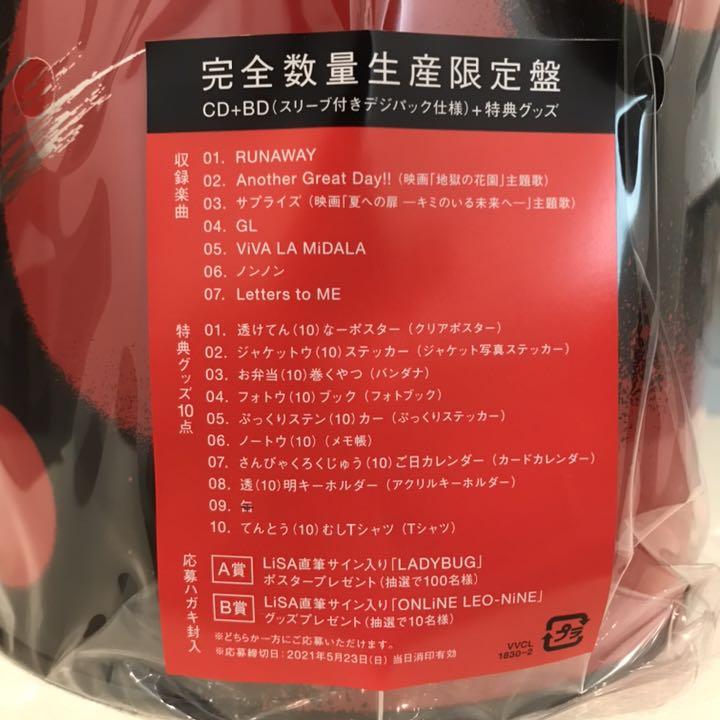 完全数量生産限定盤
CD+BD(スリーブ付きデジパック仕様)+特典グッズ
収録楽曲
01. RUNAWAY
02. Another Great Day!!(映画「地獄の花園」主題歌)
03. サプライズ(映画「夏への扉 ―キミのいる未来へ―」主題歌)
04. GL
05. ViVA LA MiDALA
06. ノンノン
07. Letters to ME
特典グッズ10点
01. 透けてん(10)なーポスター(クリアポスター)
02. ジャケットウ(10)ステッカー(ジャケット写真ステッカー)
03. お弁当(10)巻くやつ(バンダナ)
04. フォトウ(10)ブック(フォトブック)
05. ぷっくりステン(10)カー(ぷっくりステッカー)
06. ノートウ(10)(メモ帳)
07. さんびゃくろくじゅう(10)ご日カレンダー(カードカレンダー)
08. 透(10)明キーホルダー(アクリルキーホルダー)
09. 缶
10. てんとう(10)むしTシャツ(Tシャツ)
応募ハガキ封入
A賞 LiSA直筆サイン入り「LADYBUG」
ポスタープレゼント(抽選で100名様)
B賞 LiSA直筆サイン入り「ONLiNE LEO-NiNE」
グッズプレゼント(抽選で10名様)
※どちらか一方にご応募いただけます。
※応募締切日:2021年5月23日(日)当日消印有効
プラ
VVCL
1830-2